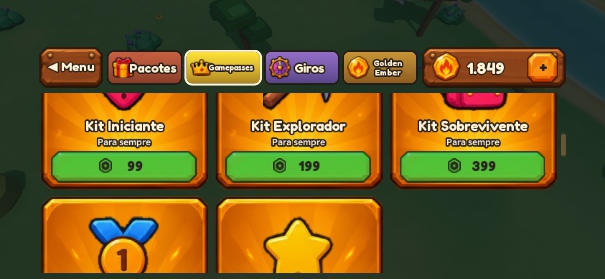 ◀ Menu
Pacotes
Gamepasses
Giros
Golden
Ember
1.849
+
Kit Iniciante
Para sempre
99
Kit Explorador
Para sempre
199
Kit Sobrevivente
Para sempre
399
1